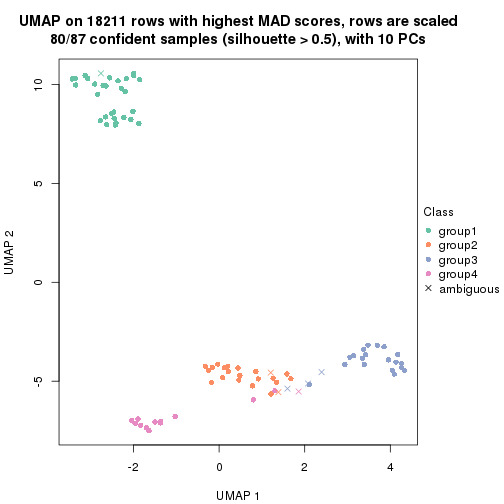 UMAP on 18211 rows with highest MAD scores, rows are scaled
80/87 confident samples (silhouette > 0.5), with 10 PCs
10
5
0
-5
UMAP 2
-2
0
2
4
UMAP 1
Class
group1
group2
group3
group4
ambiguous